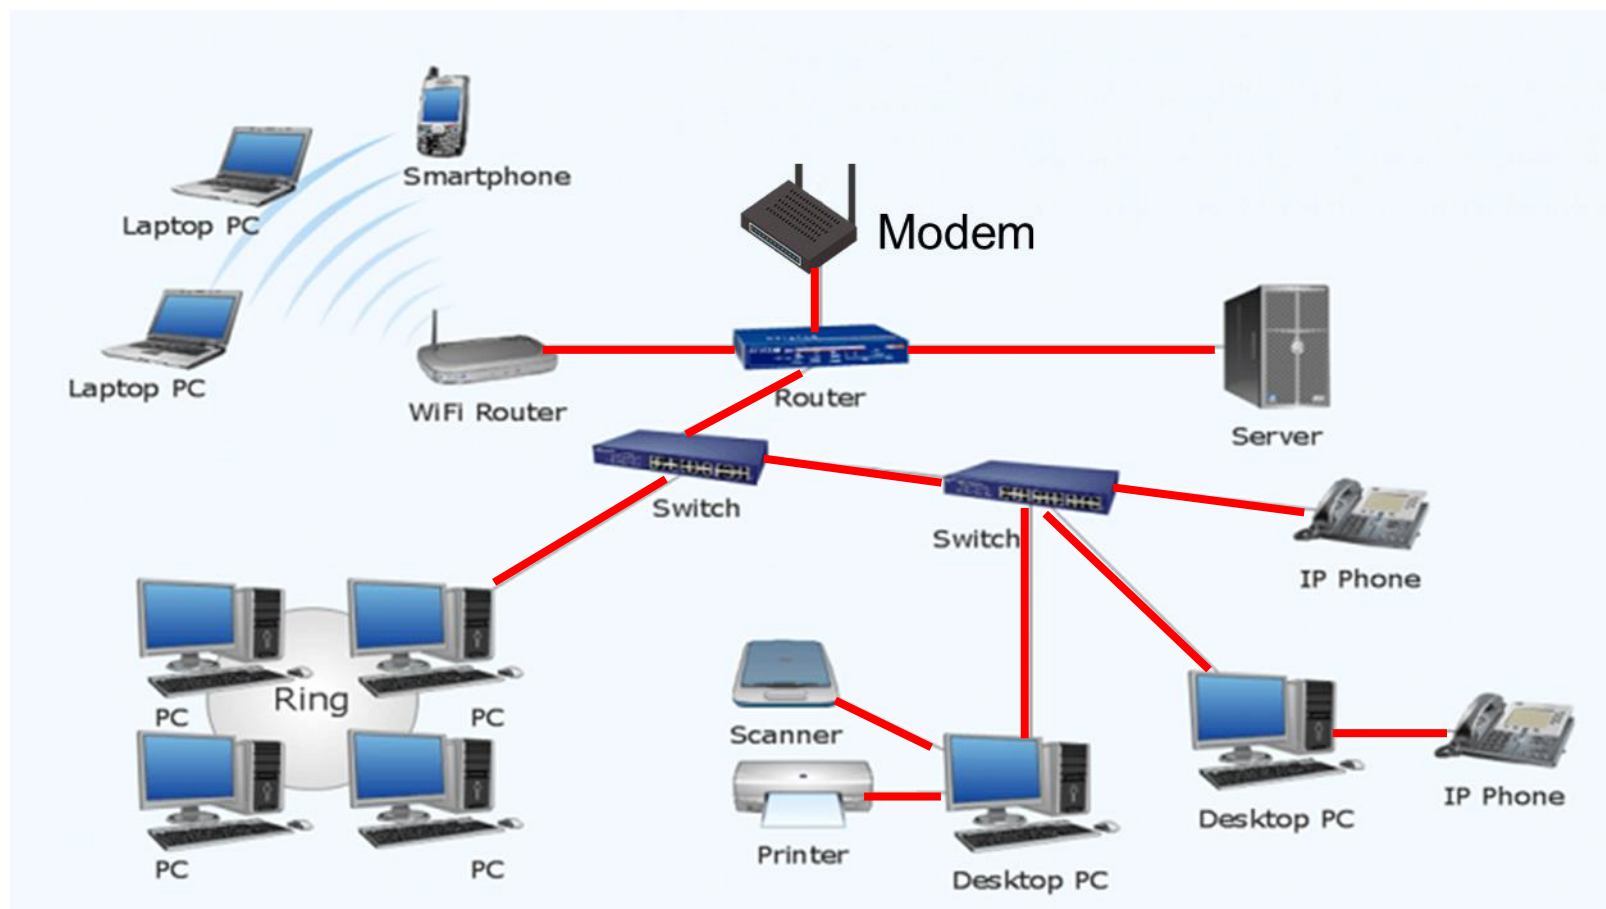 Smartphone
Laptop PC
Modem
Laptop PC
WiFi Router
Router
Server
Switch
Switch
IP Phone
Ring
PC
PC
Scanner
Printer
PC
PC
Desktop PC
Desktop PC
IP Phone